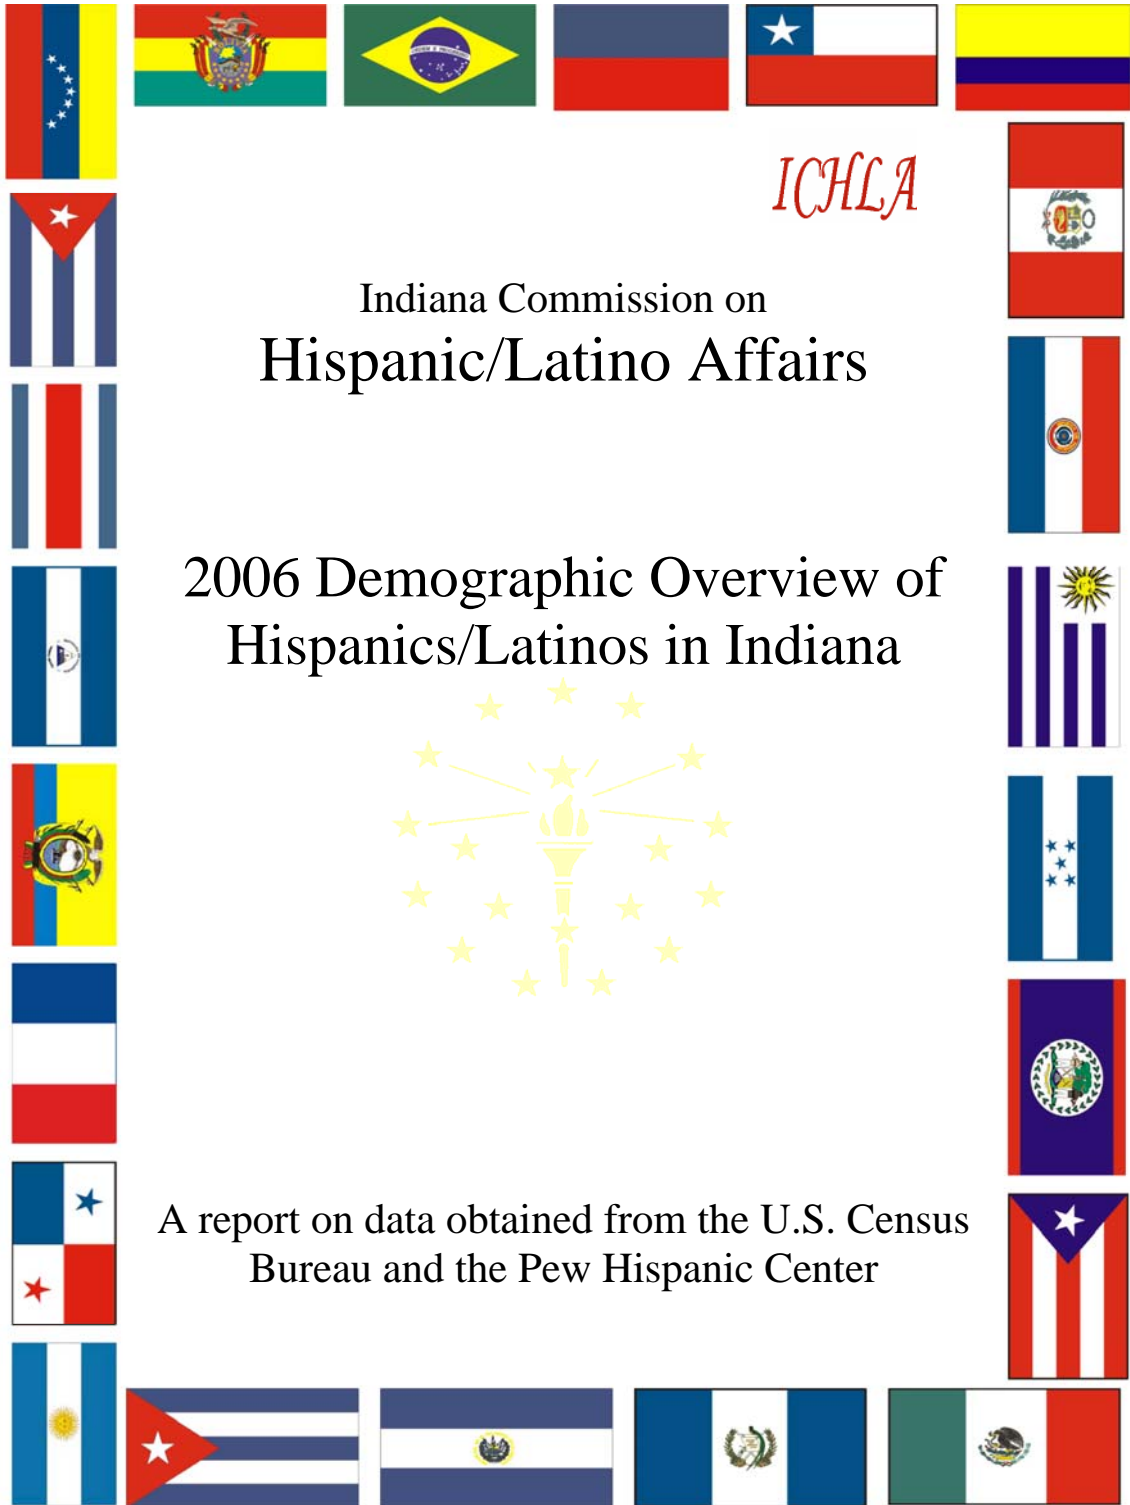 ICHLA
Indiana Commission on
Hispanic/Latino Affairs
2006 Demographic Overview of
Hispanics/Latinos in Indiana
A report on data obtained from the U.S. Census
Bureau and the Pew Hispanic Center